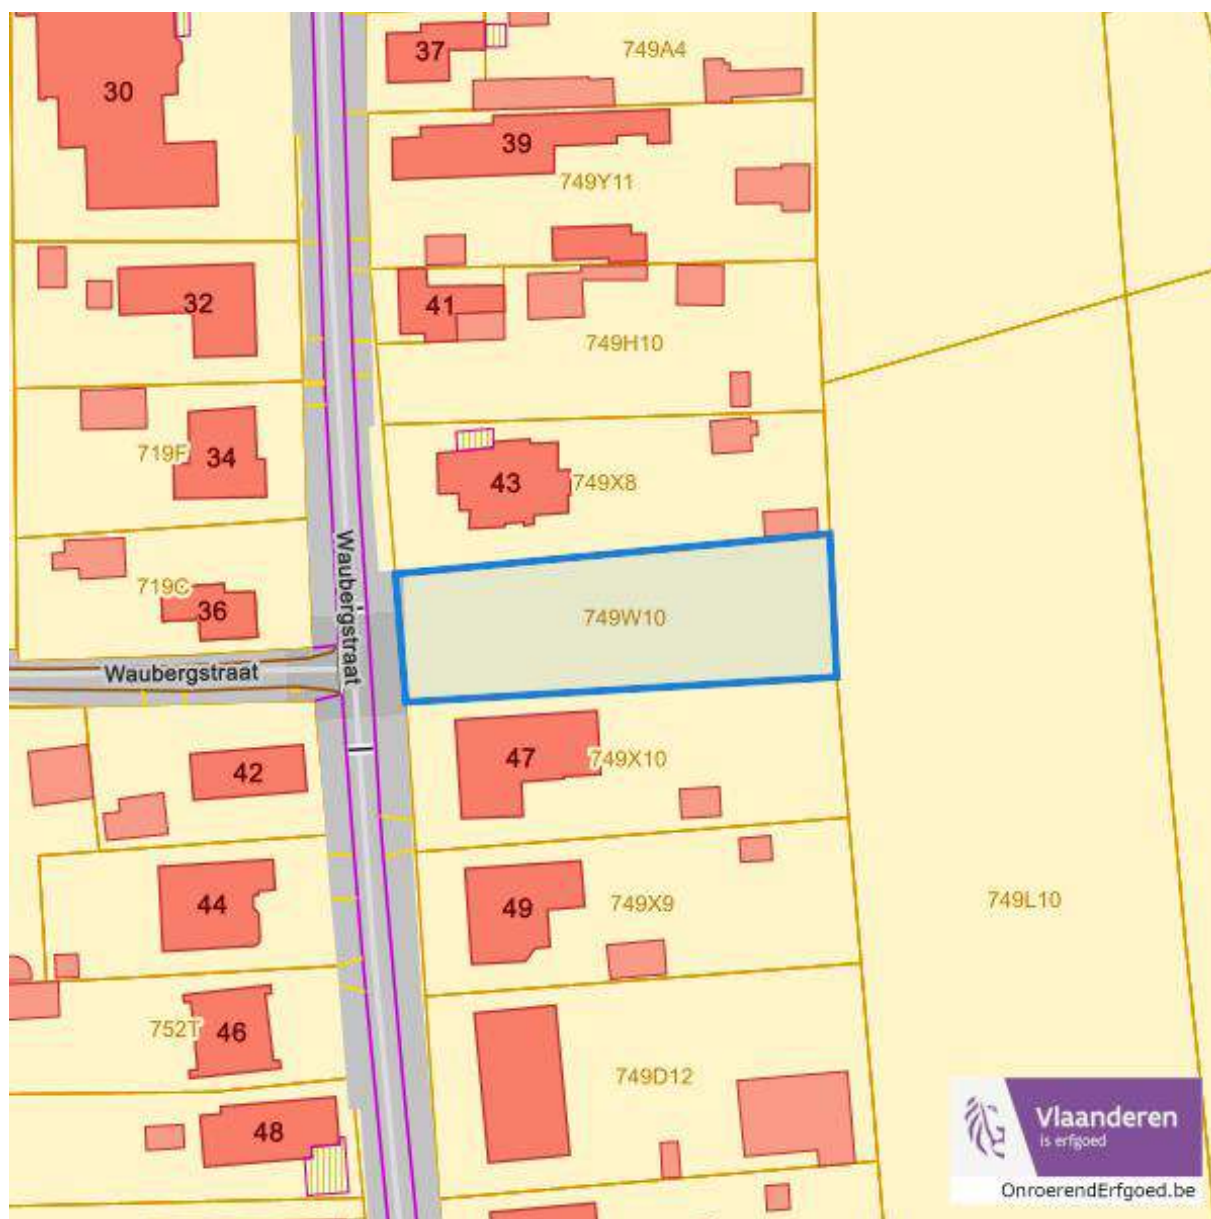 37
749A4
30
39
749Y11
32
41
749H10
719F
34
43
749X8
719C
36
Waubergstraat
749W10
Waubergstraat
42
47
749X10
44
49
749X9
749L10
752T
46
749D12
48
Vlaanderen
is erfgoed
OnroerendErfgoed.be